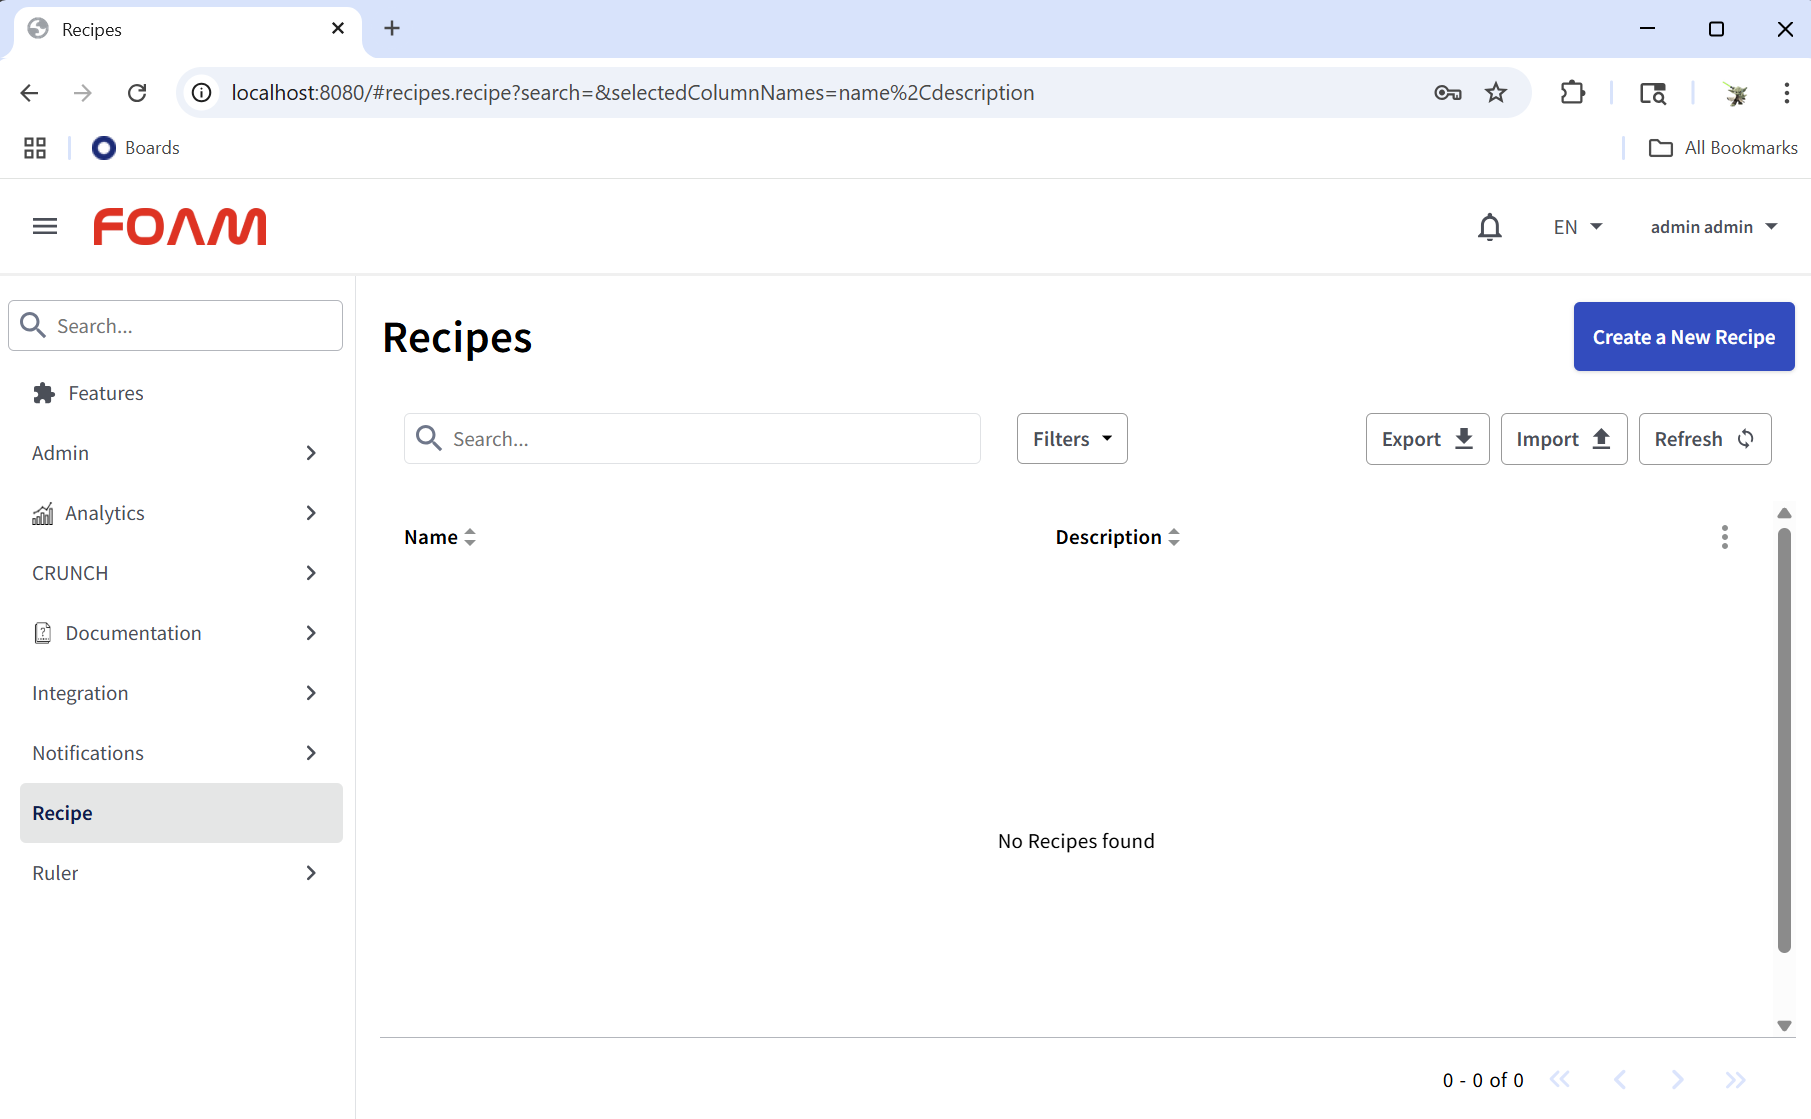 Recipes
localhost:8080/#recipes.recipe?search=&selectedColumnNames=name%2Cdescription
Boards
All Bookmarks
FOAM
EN
admin admin
Search...
Features
Admin
Analytics
CRUNCH
Documentation
Integration
Notifications
Recipe
Ruler
Recipes
Create a New Recipe
Search...
Filters
Export
Import
Refresh
Name
Description
No Recipes found
0 - 0 of 0